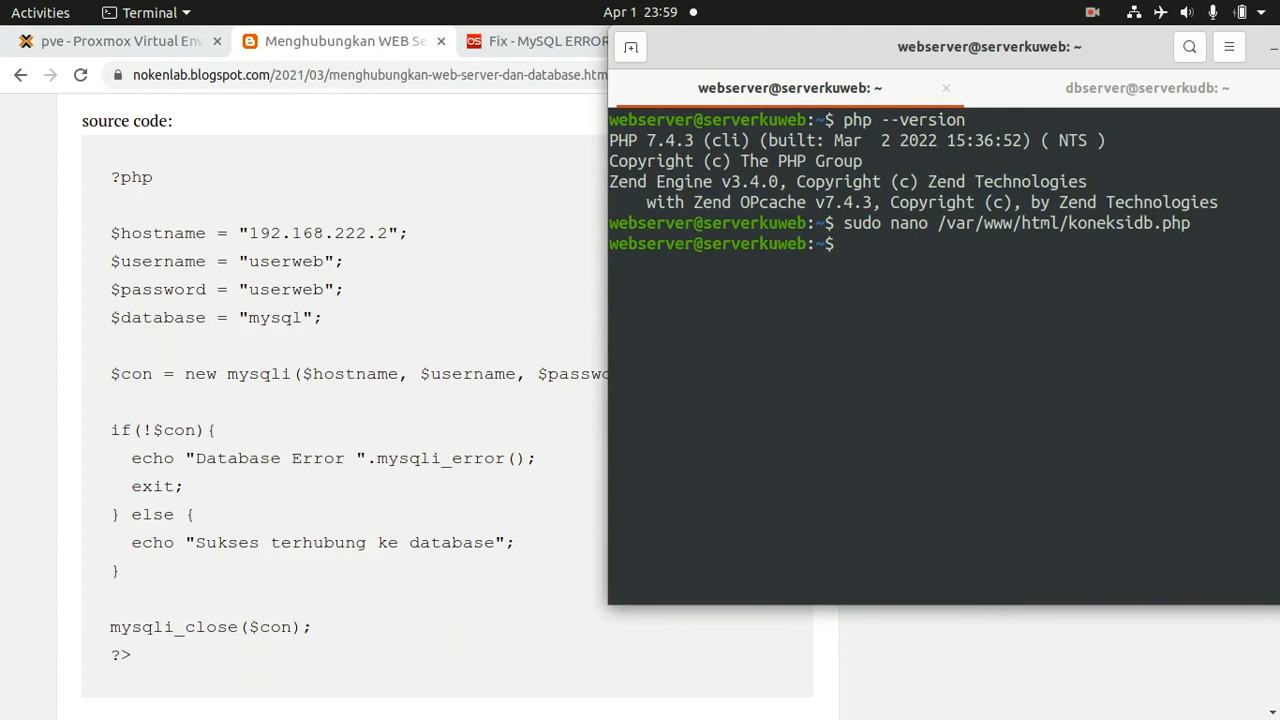 Activities
Terminal
Apr 1 23:59
pve - Proxmox Virtual Env
Menghubungkan WEB Se
Fix - MySQL ERROR
nokenlab.blogspot.com/2021/03/menghubungkan-web-server-dan-database.htm
source code:
?php
$hostname = "192.168.222.2";
$username = "userweb";
$password = "userweb";
$database = "mysql";
$con = new mysqli($hostname, $username, $passwo
if(!$con){
echo "Database Error ".mysqli_error();
exit;
} else {
echo "Sukses terhubung ke database";
}
mysqli_close($con);
?>
webserver@serverkuweb: ~
webserver@serverkuweb: ~
dbserver@serverkudb: ~
webserver@serverkuweb:~$ php --version
PHP 7.4.3 (cli) (built: Mar  2 2022 15:36:52) ( NTS )
Copyright (c) The PHP Group
Zend Engine v3.4.0, Copyright (c) Zend Technologies
with Zend OPcache v7.4.3, Copyright (c), by Zend Technologies
webserver@serverkuweb:~$ sudo nano /var/www/html/koneksidb.php
webserver@serverkuweb:~$